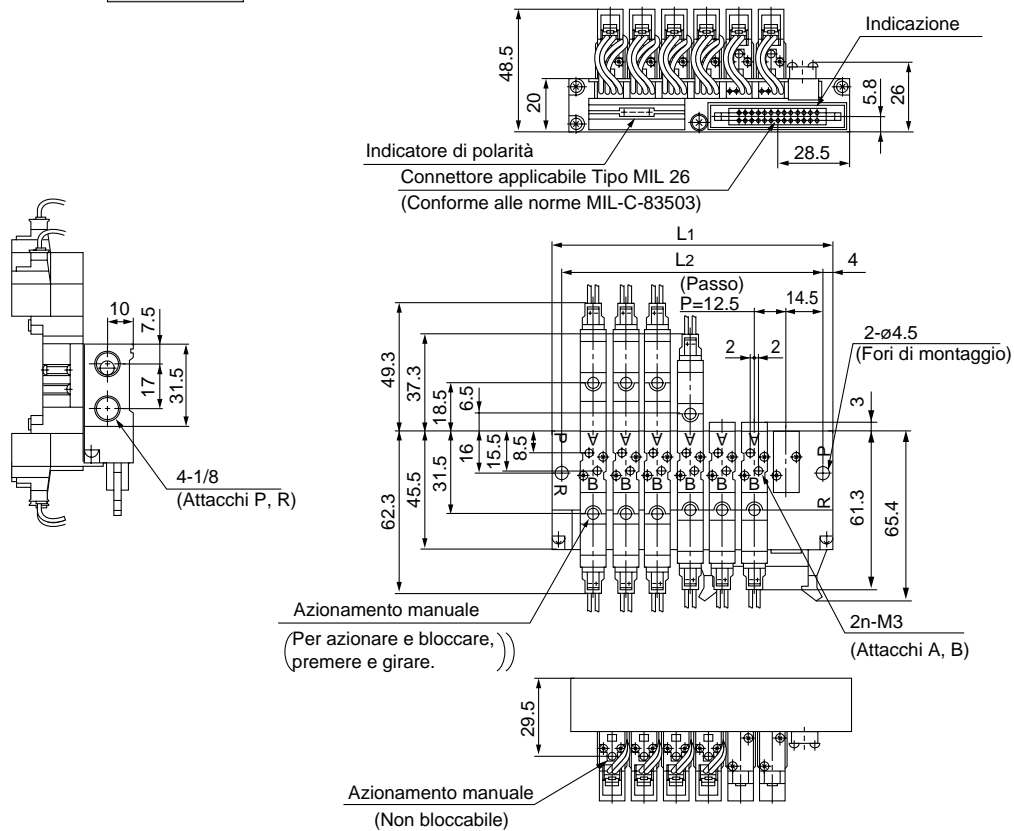 Indicazione
48.5
20
5.8
26
28.5
Indicatore di polarità
Connettore applicabile Tipo MIL 26
(Conforme alle norme MIL-C-83503)
L1
L2
4
(Passo)
P=12.5
14.5
2-ø4.5
(Fori di montaggio)
2
2
10
7.5
17
31.5
4-1/8
(Attacchi P, R)
49.3
37.3
18.5
6.5
3
62.3
45.5
31.5
16
15.5
8.5
P
A
A
A
A
A
A
P
R
B
B
B
B
B
B
R
61.3
65.4
Azionamento manuale
(Per azionare e bloccare,
premere e girare.))
2n-M3
(Attacchi A, B)
29.5
Azionamento manuale
(Non bloccabile)